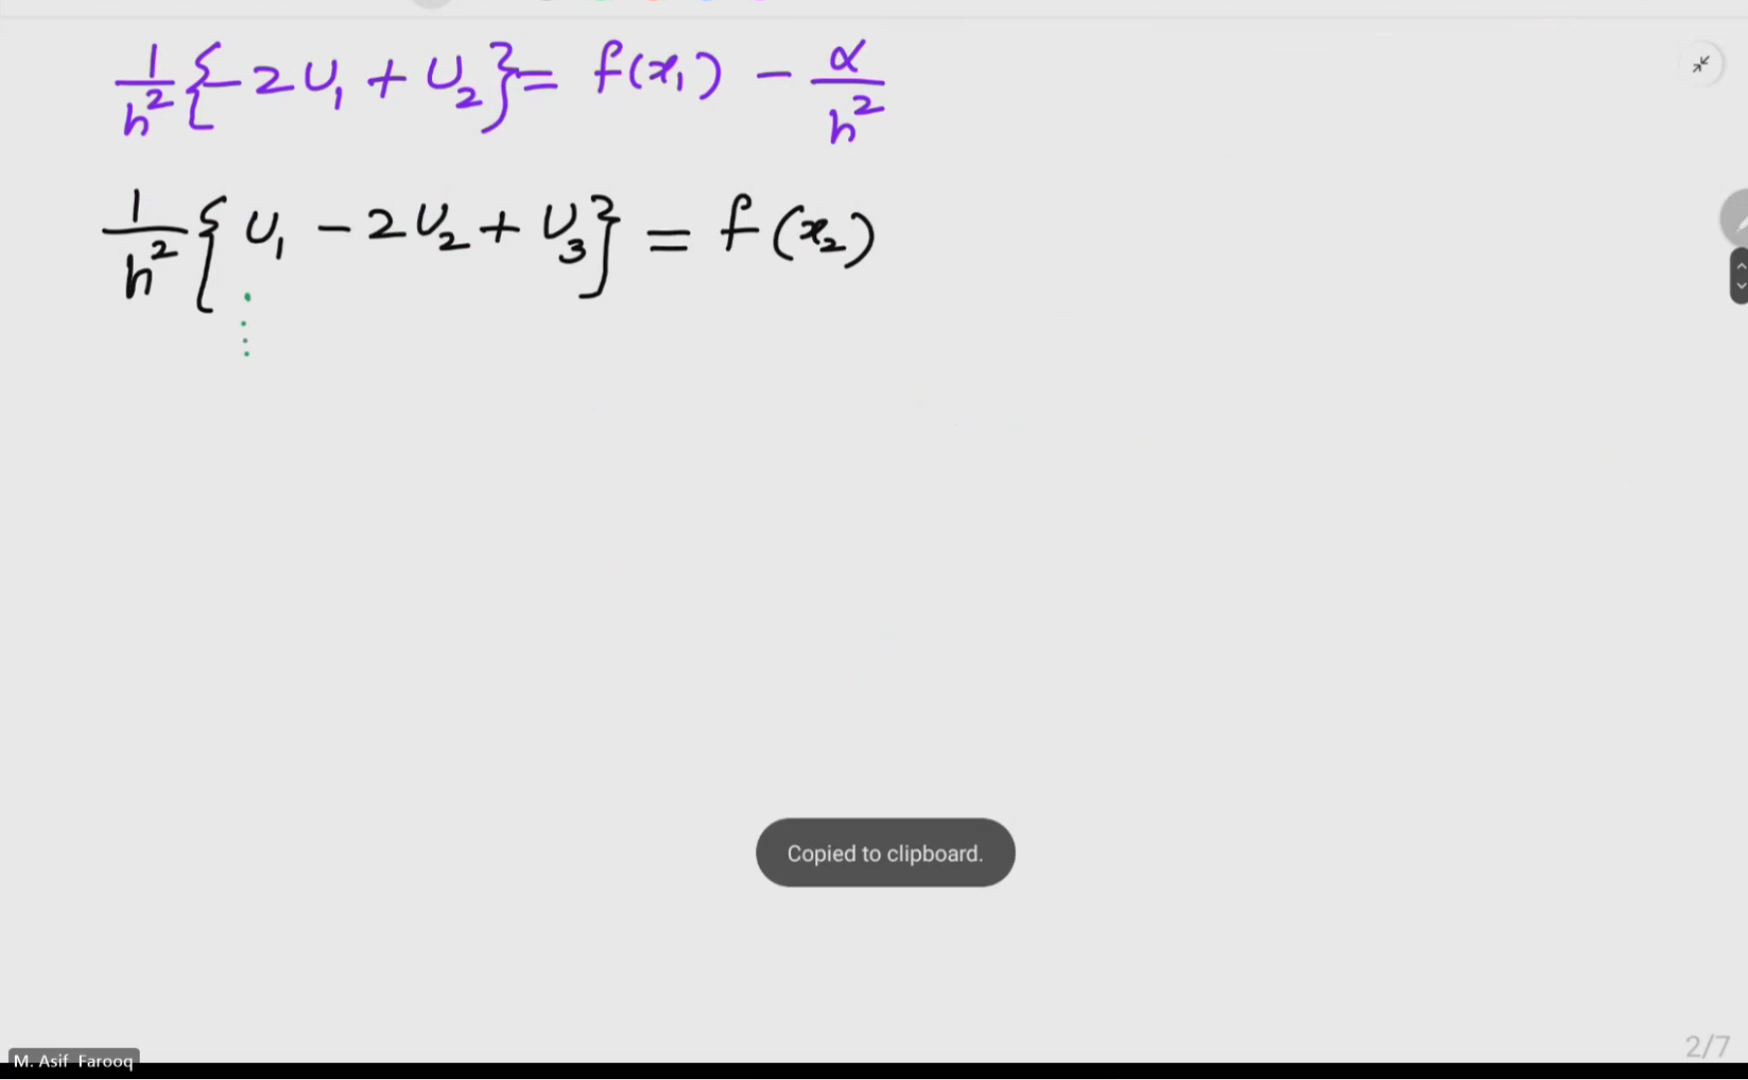 1/h² {-2U₁ + U₂} = f(x₁) - α/h²
1/h² {U₁ - 2U₂ + U₃} = f(x₂)
⋮
Copied to clipboard.
2/7
M. Asif Farooq